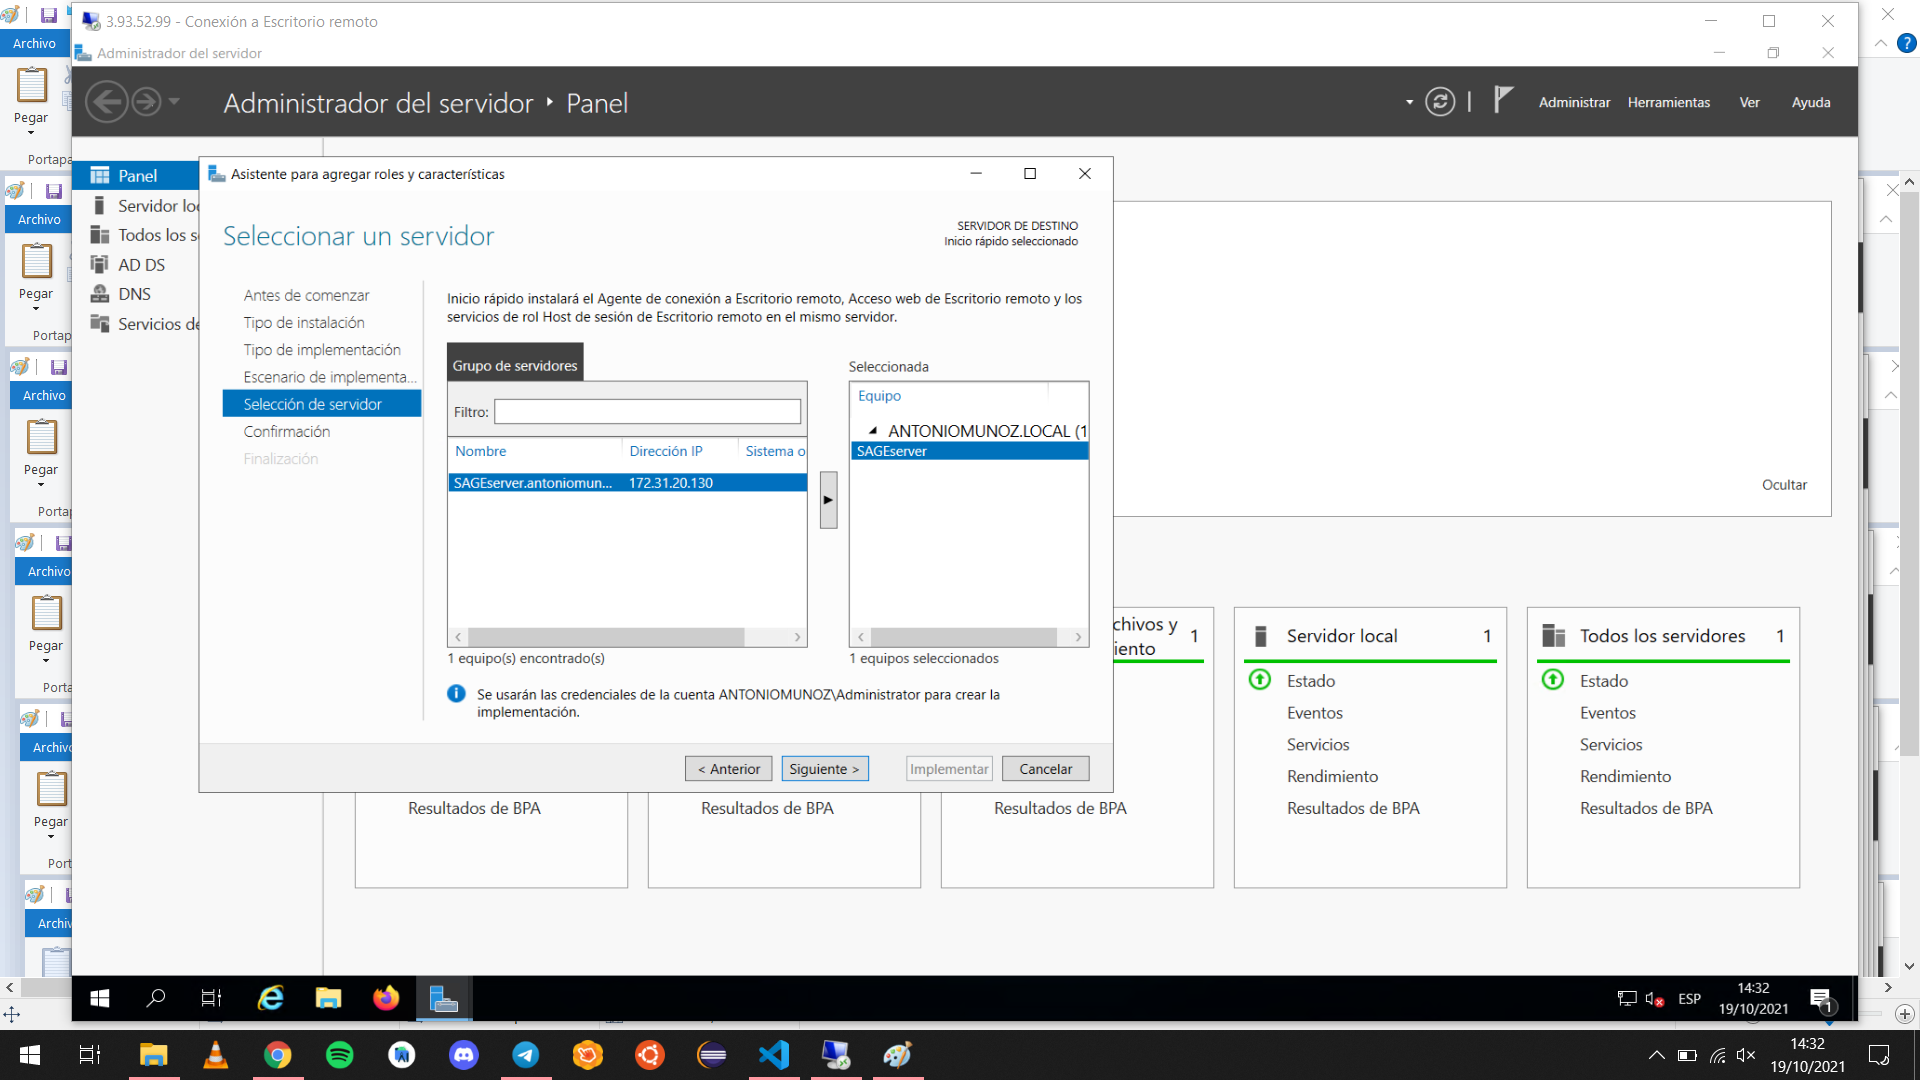 3.93.52.99 - Conexión a Escritorio remoto
Archivo
Administrador del servidor
Administrador del servidor ‣ Panel
Administrar
Herramientas
Ver
Ayuda
Pegar
Portapa
Panel
Servidor loc
Todos los s
AD DS
DNS
Servicios de
Archivo
Pegar
Portap
Archivo
Pegar
Porta
Archivo
Pegar
Porta
Archivo
Pegar
Port
Archiv
Asistente para agregar roles y características
Seleccionar un servidor
SERVIDOR DE DESTINO
Inicio rápido seleccionado
Antes de comenzar
Tipo de instalación
Tipo de implementación
Escenario de implementa...
Selección de servidor
Confirmación
Finalización
Inicio rápido instalará el Agente de conexión a Escritorio remoto, Acceso web de Escritorio remoto y los
servicios de rol Host de sesión de Escritorio remoto en el mismo servidor.
Grupo de servidores
Filtro:
Nombre Dirección IP Sistema o
SAGEserver.antoniomun... 172.31.20.130
1 equipo(s) encontrado(s)
Seleccionada
Equipo
ANTONIOMUNOZ.LOCAL (1
SAGEserver
1 equipos seleccionados
Se usarán las credenciales de la cuenta ANTONIOMUNOZ\Administrator para crear la
implementación.
< Anterior
Siguiente >
Implementar
Cancelar
Ocultar
chivos y
iento
1
Servidor local 1
Estado
Eventos
Servicios
Rendimiento
Resultados de BPA
Todos los servidores 1
Estado
Eventos
Servicios
Rendimiento
Resultados de BPA
Resultados de BPA
Resultados de BPA
Resultados de BPA
ESP
14:32
19/10/2021
1
14:32
19/10/2021